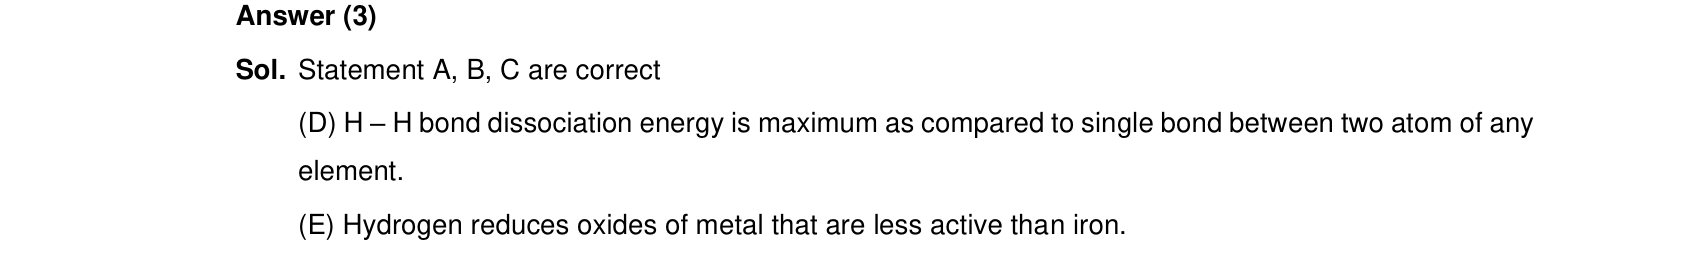 Answer (3)
Sol. Statement A, B, C are correct
(D) H – H bond dissociation energy is maximum as compared to single bond between two atom of any
element.
(E) Hydrogen reduces oxides of metal that are less active than iron.